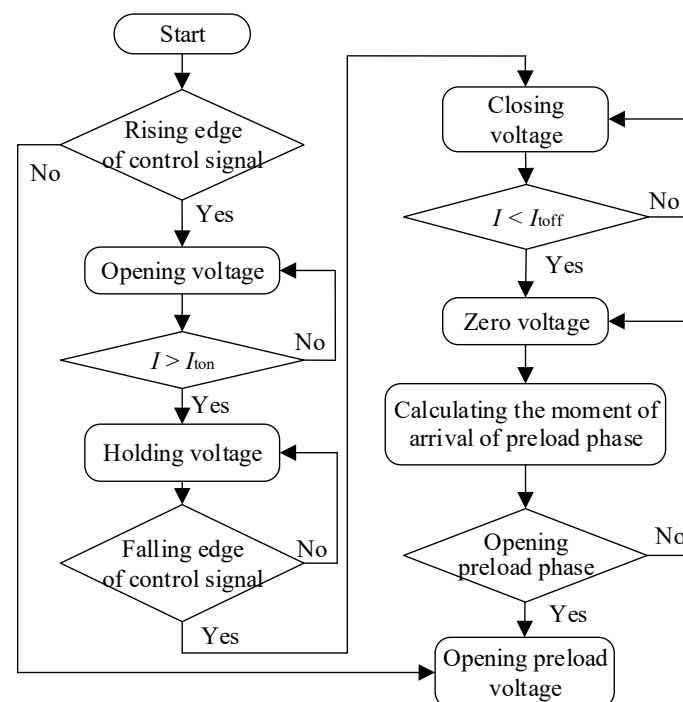 Start
Rising edge
of control signal
No
Yes
Opening voltage
I > Iton
No
Yes
Holding voltage
Falling edge
of control signal
No
Yes
Closing
voltage
I < Itoff
No
Yes
Zero voltage
Calculating the moment of
arrival of preload phase
Opening
preload phase
No
Yes
Opening preload
voltage